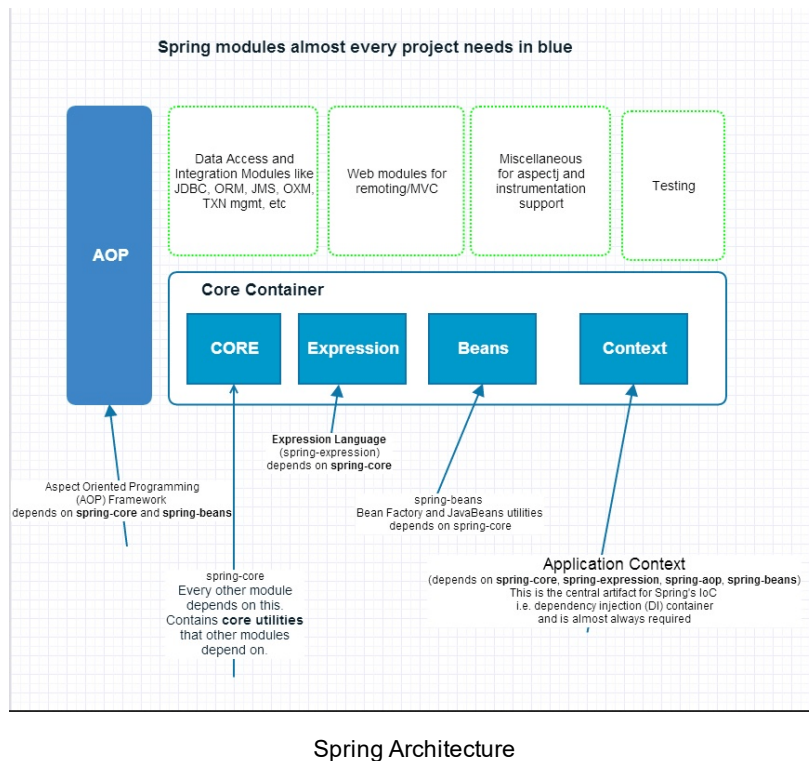 Spring modules almost every project needs in blue
AOP
Data Access and
Integration Modules like
JDBC, ORM, JMS, OXM,
TXN mgmt, etc
Web modules for
remoting/MVC
Miscellaneous
for aspectj and
instrumentation
support
Testing
Core Container
CORE
Expression
Beans
Context
Expression Language
(spring-expression)
depends on spring-core
Aspect Oriented Programming
(AOP) Framework
depends on spring-core and spring-beans
spring-beans
Bean Factory and JavaBeans utilities
depends on spring-core
spring-core
Every other module
depends on this.
Contains core utilities
that other modules
depend on.
Application Context
(depends on spring-core, spring-expression, spring-aop, spring-beans)
This is the central artifact for Spring's IoC
i.e. dependency injection (DI) container
and is almost always required
Spring Architecture